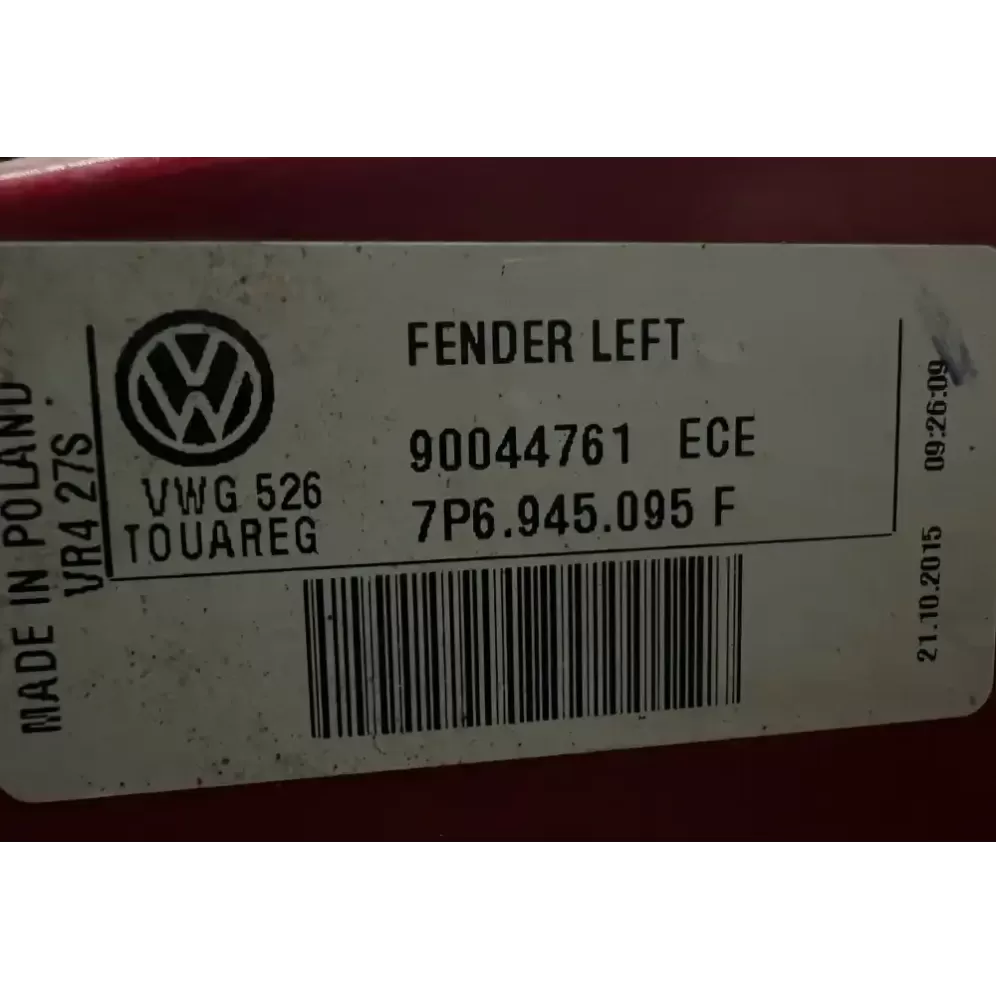 MADE IN POLAND
VR4 27S
VWG 526
TOUAREG
FENDER LEFT
90044761 ECE
7P6.945.095 F
21.10.2015 09:26:09